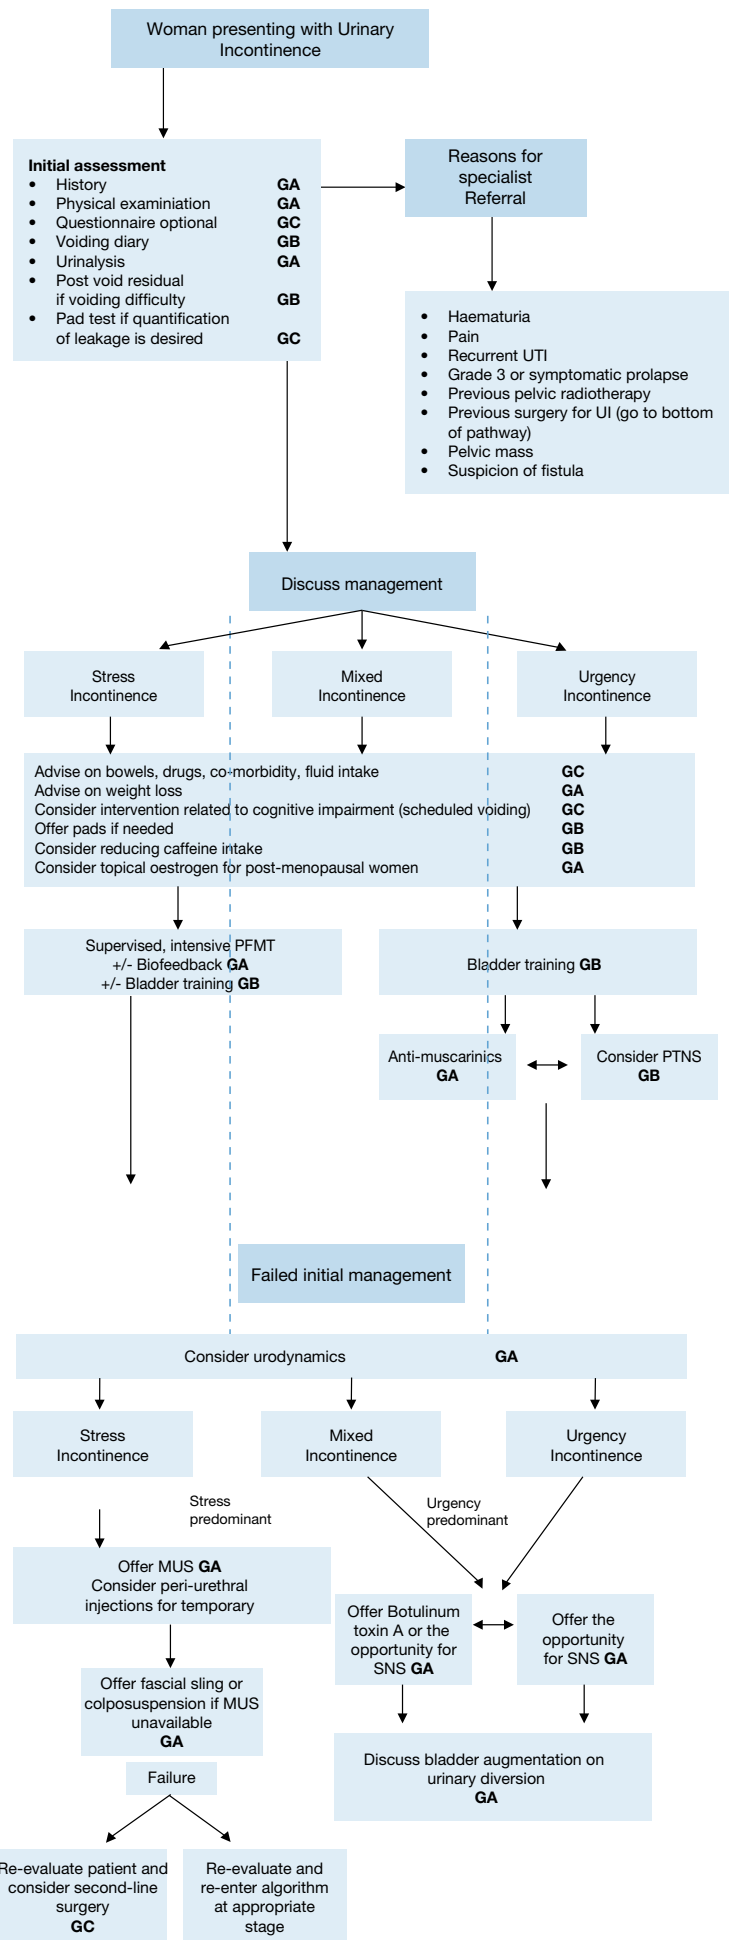 Woman presenting with Urinary
Incontinence
Initial assessment
• History GA
• Physical examiniation GA
• Questionnaire optional GC
• Voiding diary GB
• Urinalysis GA
• Post void residual
if voiding difficulty GB
• Pad test if quantification
of leakage is desired GC
Reasons for
specialist
Referral
• Haematuria
• Pain
• Recurrent UTI
• Grade 3 or symptomatic prolapse
• Previous pelvic radiotherapy
• Previous surgery for UI (go to bottom
of pathway)
• Pelvic mass
• Suspicion of fistula
Discuss management
Stress
Incontinence
Mixed
Incontinence
Urgency
Incontinence
Advise on bowels, drugs, co-morbidity, fluid intake GC
Advise on weight loss GA
Consider intervention related to cognitive impairment (scheduled voiding) GC
Offer pads if needed GB
Consider reducing caffeine intake GB
Consider topical oestrogen for post-menopausal women GA
Supervised, intensive PFMT
+/- Biofeedback GA
+/- Bladder training GB
Bladder training GB
Anti-muscarinics
GA
Consider PTNS
GB
Failed initial management
Consider urodynamics GA
Stress
Incontinence
Mixed
Incontinence
Urgency
Incontinence
Stress
predominant
Urgency
predominant
Offer MUS GA
Consider peri-urethral
injections for temporary
Offer fascial sling or
colposuspension if MUS
unavailable
GA
Failure
Re-evaluate patient and
consider second-line
surgery
GC
Re-evaluate and
re-enter algorithm
at appropriate
stage
Offer Botulinum
toxin A or the
opportunity for
SNS GA
Offer the
opportunity
for SNS GA
Discuss bladder augmentation on
urinary diversion
GA